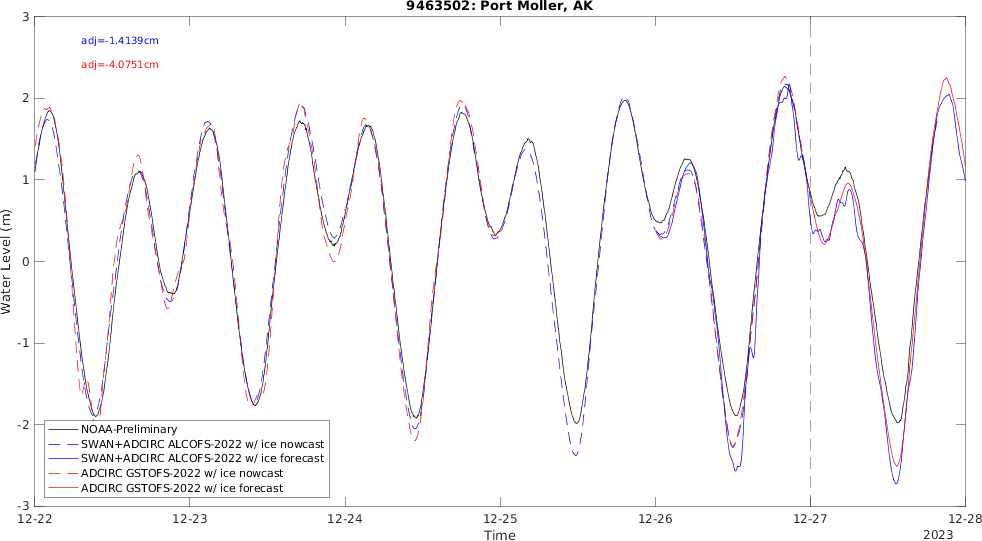 9463502: Port Moller, AK
adj=-1.4139cm
adj=-4.0751cm
3
2
1
0
-1
-2
-3
Water Level (m)
NOAA-Preliminary
SWAN+ADCIRC ALCOFS-2022 w/ ice nowcast
SWAN+ADCIRC ALCOFS-2022 w/ ice forecast
ADCIRC GSTOFS-2022 w/ ice nowcast
ADCIRC GSTOFS-2022 w/ ice forecast
12-22 12-23 12-24 12-25 12-26 12-27 12-28
Time
2023